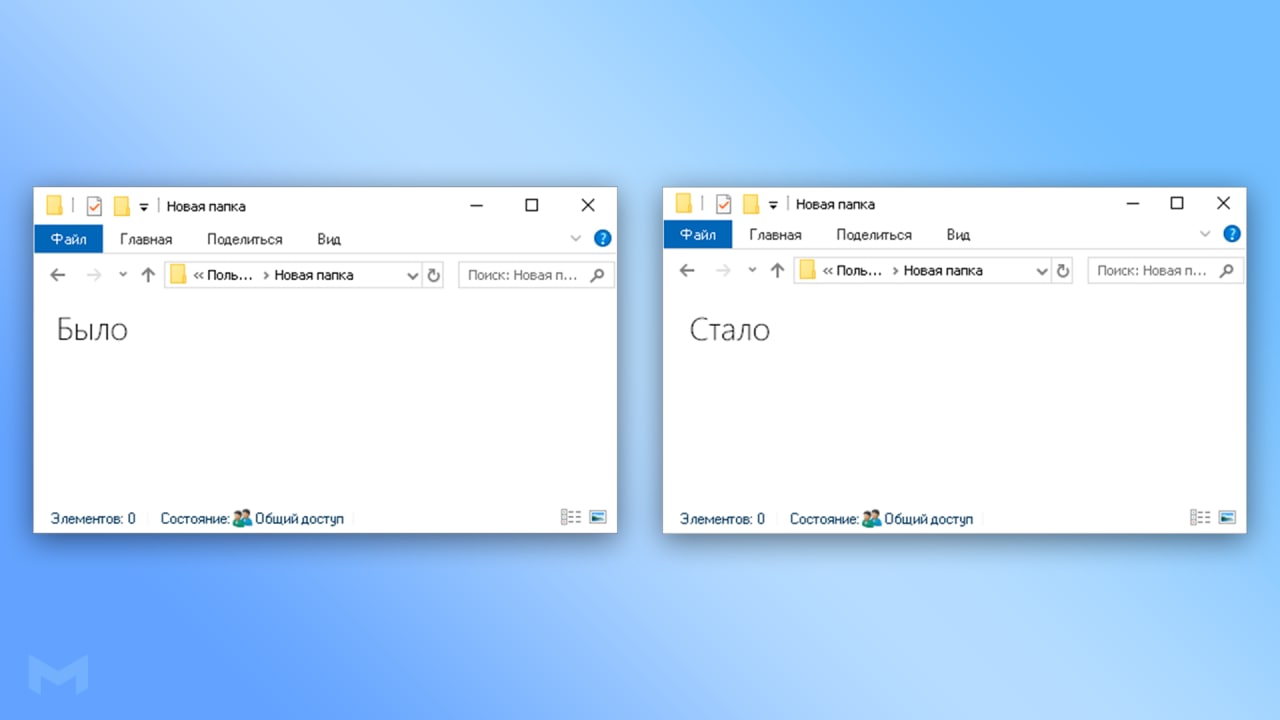 Новая папка
Файл Главная Поделиться Вид
« Поль... > Новая папка Поиск: Новая п...
Было
Элементов: 0 Состояние: Общий доступ
Новая папка
Файл Главная Поделиться Вид
« Поль... > Новая папка Поиск: Новая п...
Стало
Элементов: 0 Состояние: Общий доступ